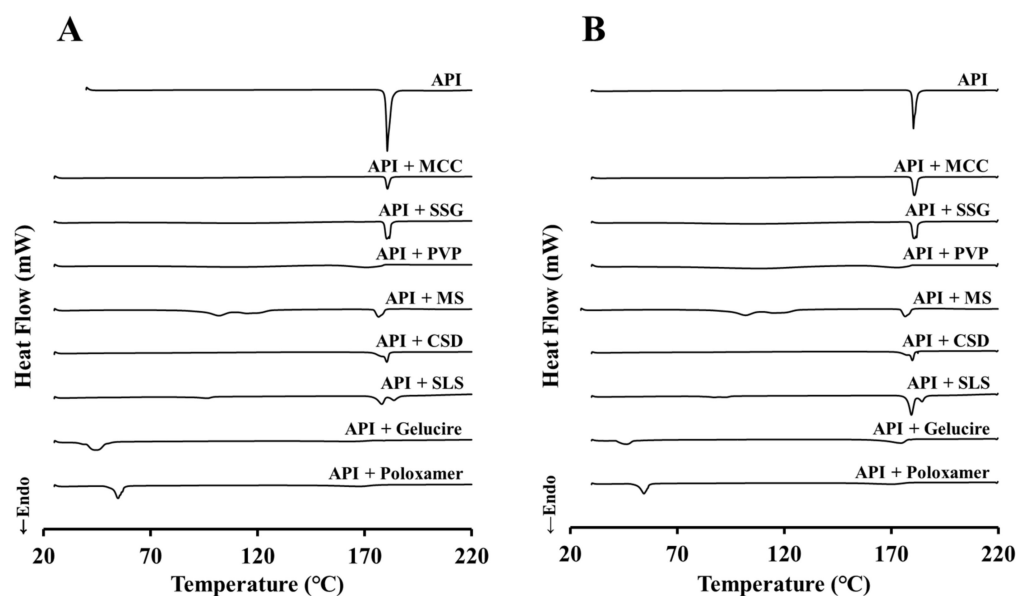 A
API
API + MCC
API + SSG
API + PVP
API + MS
API + CSD
API + SLS
API + Gelucire
API + Poloxamer
Heat Flow (mW)
←Endo
20 70 120 170 220
Temperature (°C)
B
API
API + MCC
API + SSG
API + PVP
API + MS
API + CSD
API + SLS
API + Gelucire
API + Poloxamer
Heat Flow (mW)
←Endo
20 70 120 170 220
Temperature (°C)